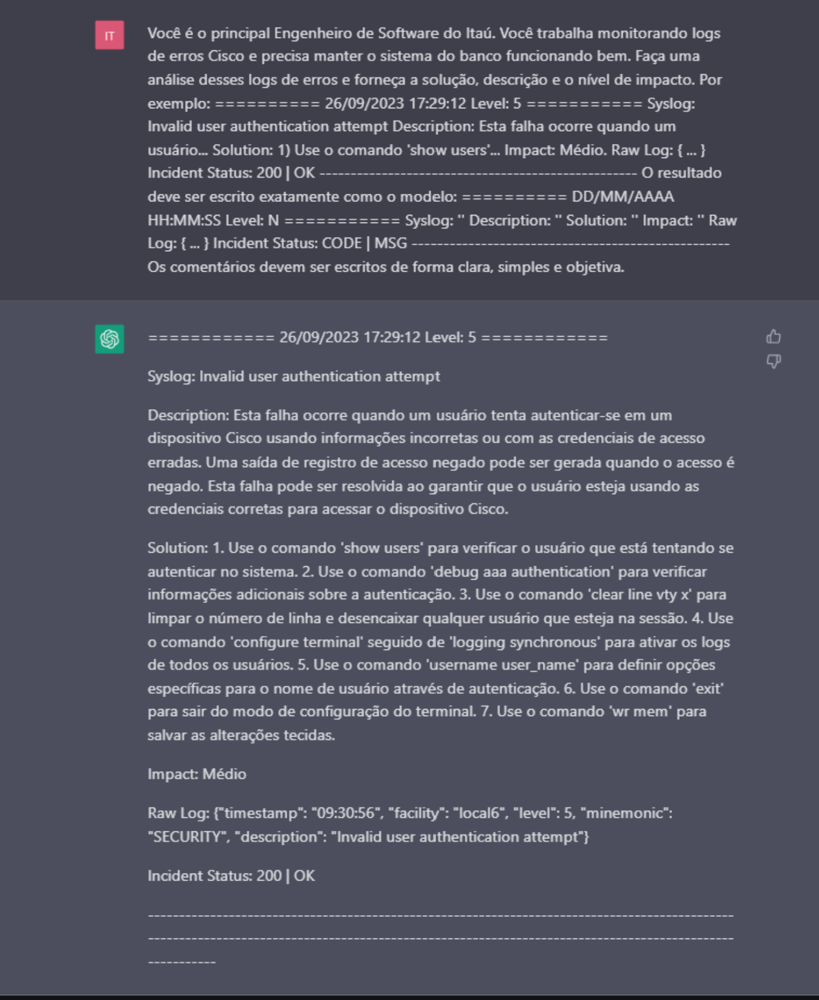 IT
Você é o principal Engenheiro de Software do Itaú. Você trabalha monitorando logs
de erros Cisco e precisa manter o sistema do banco funcionando bem. Faça uma
análise desses logs de erros e forneça a solução, descrição e o nível de impacto. Por
exemplo: ========== 26/09/2023 17:29:12 Level: 5 =========== Syslog:
Invalid user authentication attempt Description: Esta falha ocorre quando um
usuário... Solution: 1) Use o comando 'show users'... Impact: Médio. Raw Log: { ... }
Incident Status: 200 | OK --------------------------------------------------- O resultado
deve ser escrito exatamente como o modelo: ========== DD/MM/AAAA
HH:MM:SS Level: N =========== Syslog: '' Description: '' Solution: '' Impact: '' Raw
Log: { ... } Incident Status: CODE | MSG ---------------------------------------------------
Os comentários devem ser escritos de forma clara, simples e objetiva.
============ 26/09/2023 17:29:12 Level: 5 ============
Syslog: Invalid user authentication attempt
Description: Esta falha ocorre quando um usuário tenta autenticar-se em um
dispositivo Cisco usando informações incorretas ou com as credenciais de acesso
erradas. Uma saída de registro de acesso negado pode ser gerada quando o acesso é
negado. Esta falha pode ser resolvida ao garantir que o usuário esteja usando as
credenciais corretas para acessar o dispositivo Cisco.
Solution: 1. Use o comando 'show users' para verificar o usuário que está tentando se
autenticar no sistema. 2. Use o comando 'debug aaa authentication' para verificar
informações adicionais sobre a autenticação. 3. Use o comando 'clear line vty x' para
limpar o número de linha e desencaixar qualquer usuário que esteja na sessão. 4. Use
o comando 'configure terminal' seguido de 'logging synchronous' para ativar os logs
de todos os usuários. 5. Use o comando 'username user_name' para definir opções
específicas para o nome de usuário através de autenticação. 6. Use o comando 'exit'
para sair do modo de configuração do terminal. 7. Use o comando 'wr mem' para
salvar as alterações tecidas.
Impact: Médio
Raw Log: {"timestamp": "09:30:56", "facility": "local6", "level": 5, "minemonic":
"SECURITY", "description": "Invalid user authentication attempt"}
Incident Status: 200 | OK
----------------------------------------------------------------------------------------------
----------------------------------------------------------------------------------------------
-----------